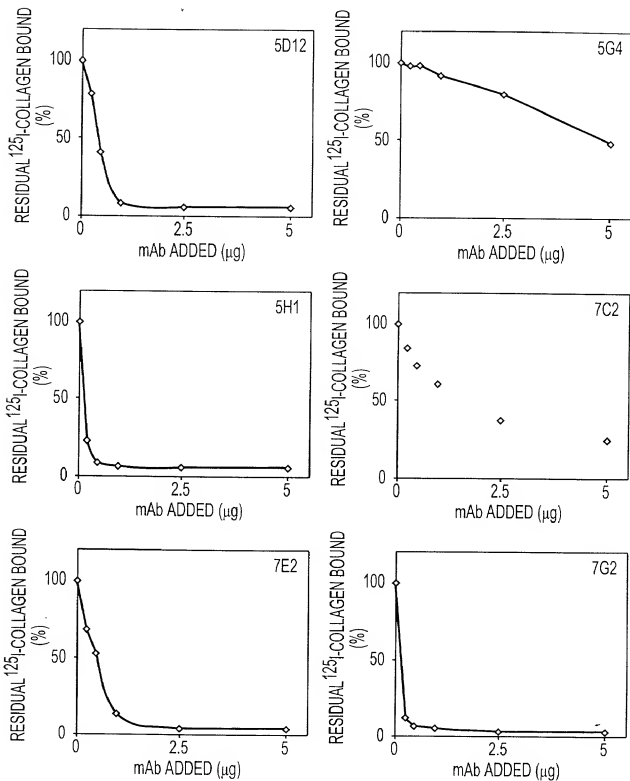 5D12
RESIDUAL ¹²⁵I-COLLAGEN BOUND
(%)
100
50
0
0
2.5
5
mAb ADDED (μg)
5G4
RESIDUAL ¹²⁵I-COLLAGEN BOUND
(%)
100
50
0
0
2.5
5
mAb ADDED (μg)
5H1
RESIDUAL ¹²⁵I-COLLAGEN BOUND
(%)
100
50
0
0
2.5
5
mAb ADDED (μg)
7C2
RESIDUAL ¹²⁵I-COLLAGEN BOUND
(%)
100
50
0
0
2.5
5
mAb ADDED (μg)
7E2
RESIDUAL ¹²⁵I-COLLAGEN BOUND
(%)
100
50
0
0
2.5
5
mAb ADDED (μg)
7G2
RESIDUAL ¹²⁵I-COLLAGEN BOUND
(%)
100
50
0
0
2.5
5
mAb ADDED (μg)